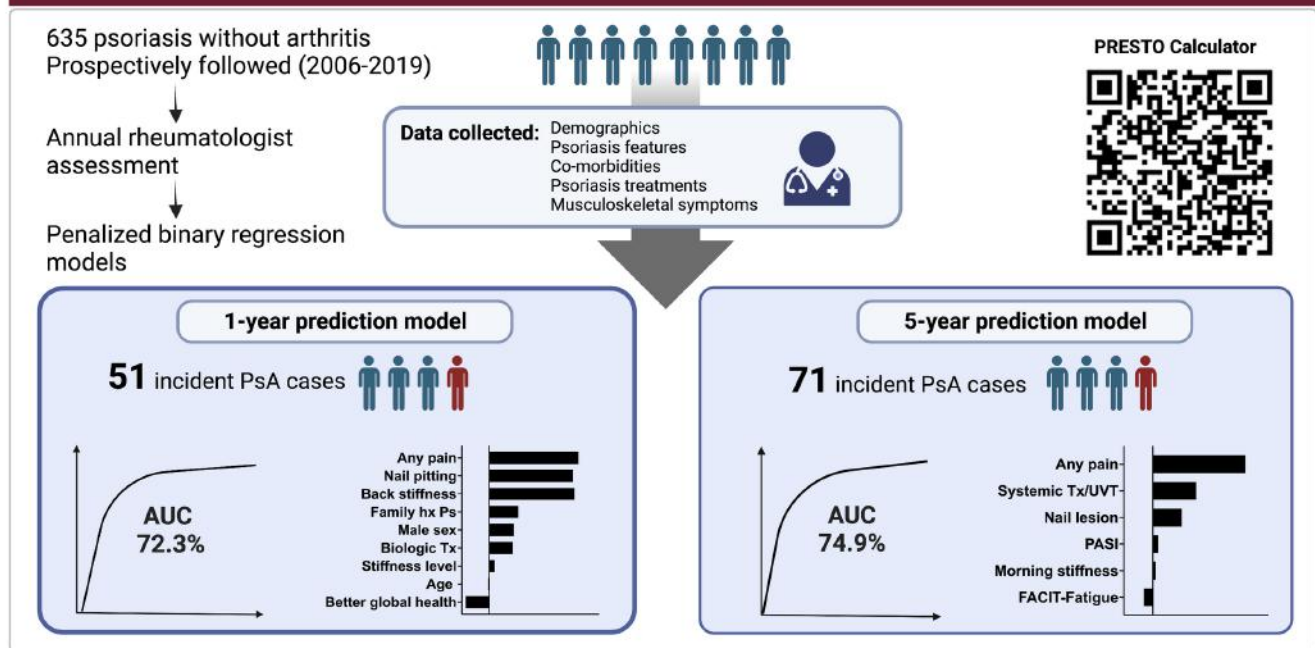 635 psoriasis without arthritis
Prospectively followed (2006-2019)
Annual rheumatologist
assessment
Penalized binary regression
models
Data collected:
Demographics
Psoriasis features
Co-morbidities
Psoriasis treatments
Musculoskeletal symptoms
PRESTO Calculator
1-year prediction model
51 incident PsA cases
AUC
72.3%
Any pain
Nail pitting
Back stiffness
Family hx Ps
Male sex
Biologic Tx
Stiffness level
Age
Better global health
5-year prediction model
71 incident PsA cases
AUC
74.9%
Any pain
Systemic Tx/UVT
Nail lesion
PASI
Morning stiffness
FACIT-Fatigue